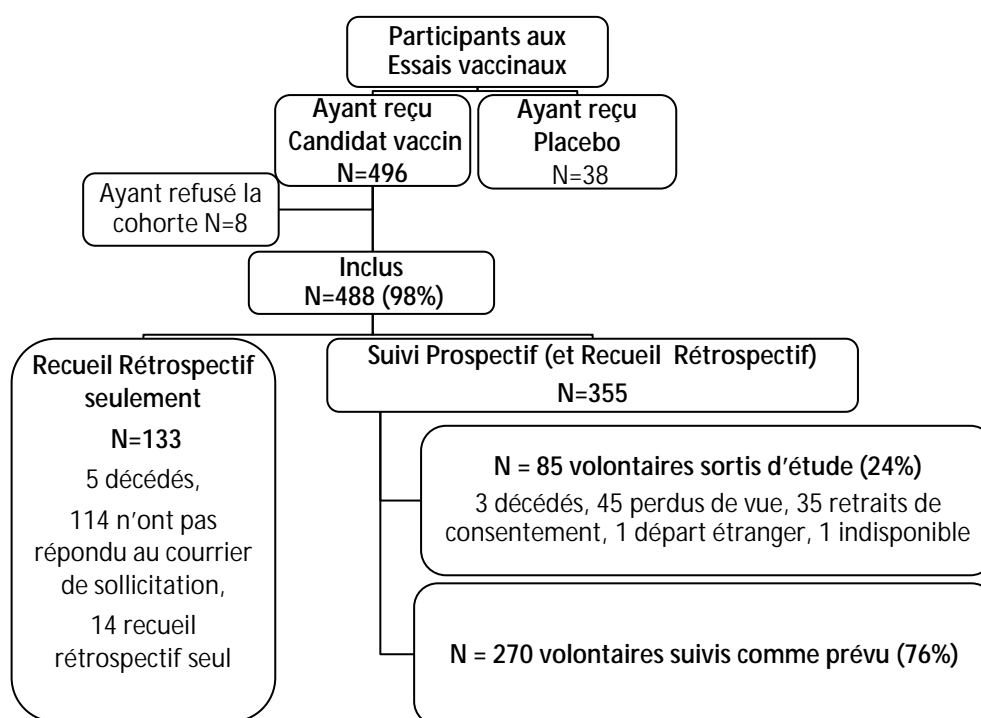 Participants aux
Essais vaccinaux
Ayant reçu
Candidat vaccin
N=496
Ayant reçu
Placebo
N=38
Ayant refusé la
cohorte N=8
Inclus
N=488 (98%)
Recueil Rétrospectif
seulement
N=133
5 décédés,
114 n’ont pas
répondu au courrier
de sollicitation,
14 recueil
rétrospectif seul
Suivi Prospectif (et Recueil Rétrospectif)
N=355
N = 85 volontaires sortis d’étude (24%)
3 décédés, 45 perdus de vue, 35 retraits de
consentement, 1 départ étranger, 1 indisponible
N = 270 volontaires suivis comme prévu (76%)